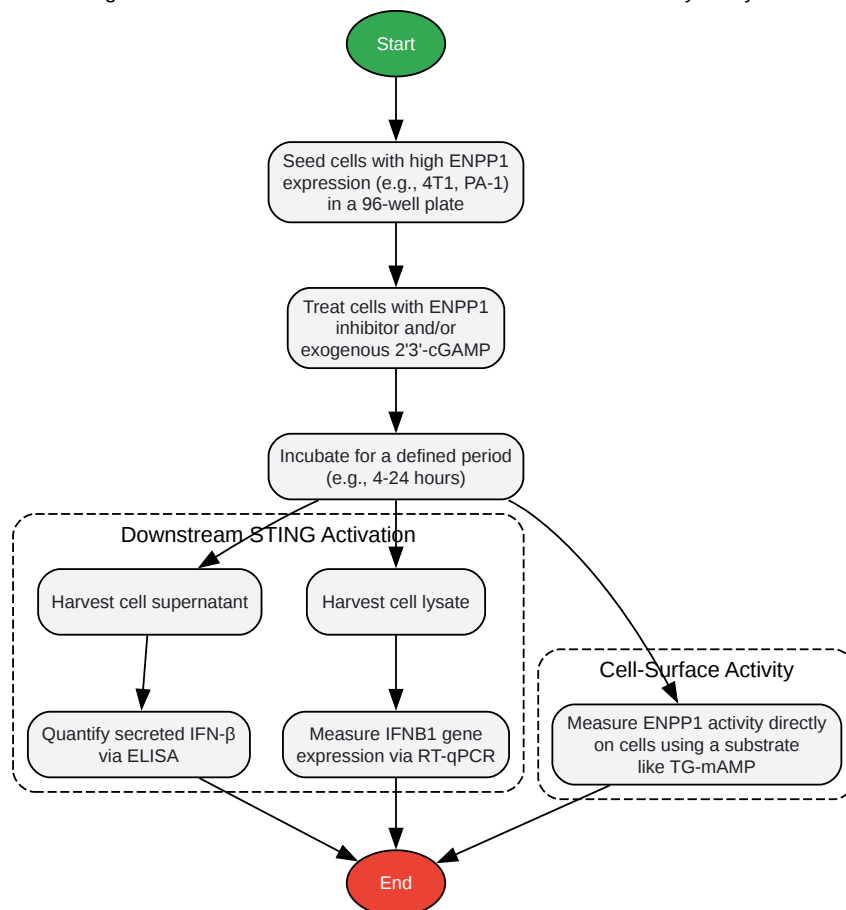 Start
Seed cells with high ENPP1
expression (e.g., 4T1, PA-1)
in a 96-well plate
Treat cells with ENPP1
inhibitor and/or
exogenous 2'3'-cGAMP
Incubate for a defined period
(e.g., 4-24 hours)
Downstream STING Activation
Harvest cell supernatant
Harvest cell lysate
Cell-Surface Activity
Quantify secreted IFN-β
via ELISA
Measure IFNB1 gene
expression via RT-qPCR
Measure ENPP1 activity directly
on cells using a substrate
like TG-mAMP
End